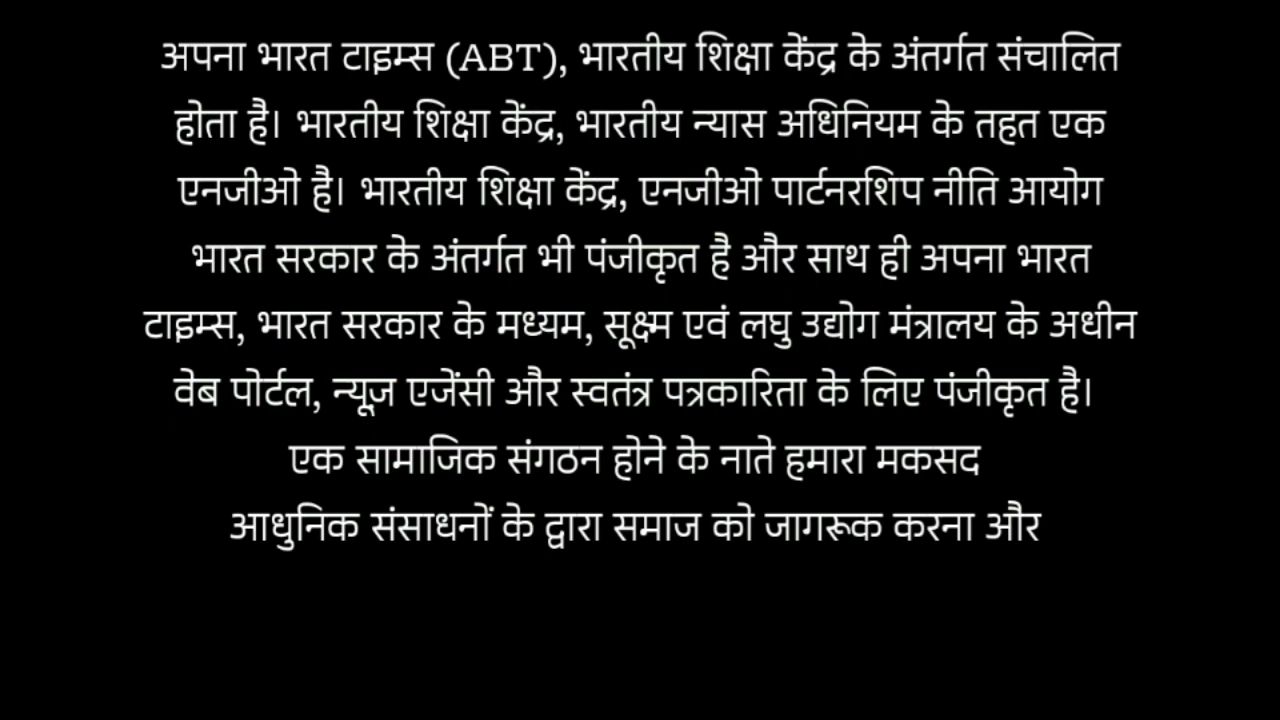 अपना भारत टाइम्स (ABT), भारतीय शिक्षा केंद्र के अंतर्गत संचालित
होता है। भारतीय शिक्षा केंद्र, भारतीय न्यास अधिनियम के तहत एक
एनजीओ है। भारतीय शिक्षा केंद्र, एनजीओ पार्टनरशिप नीति आयोग
भारत सरकार के अंतर्गत भी पंजीकृत है और साथ ही अपना भारत
टाइम्स, भारत सरकार के मध्यम, सूक्ष्म एवं लघु उद्योग मंत्रालय के अधीन
वेब पोर्टल, न्यूज़ एजेंसी और स्वतंत्र पत्रकारिता के लिए पंजीकृत है।
एक सामाजिक संगठन होने के नाते हमारा मकसद
आधुनिक संसाधनों के द्वारा समाज को जागरूक करना और